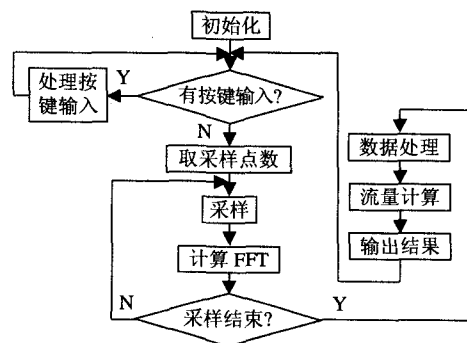 初始化
处理按
键输入
Y
有按键输入?
N
取采样点数
采样
计算 FFT
N
采样结束?
Y
数据处理
流量计算
输出结果